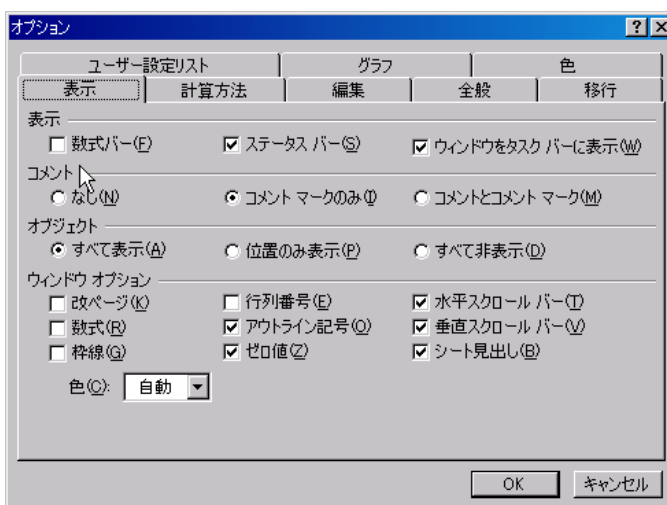 オプション
ユーザー設定リスト グラフ 色
表示 計算方法 編集 全般 移行
表示
数式バー(F) ステータス バー(S) ウィンドウをタスク バーに表示(W)
コメント
なし(N) コメント マークのみ(I) コメントとコメント マーク(M)
オブジェクト
すべて表示(A) 位置のみ表示(P) すべて非表示(D)
ウィンドウ オプション
改ページ(K) 行列番号(E) 水平スクロール バー(T)
数式(R) アウトライン記号(O) 垂直スクロール バー(V)
枠線(G) ゼロ値(Z) シート見出し(B)
色(C): 自動
OK キャンセル